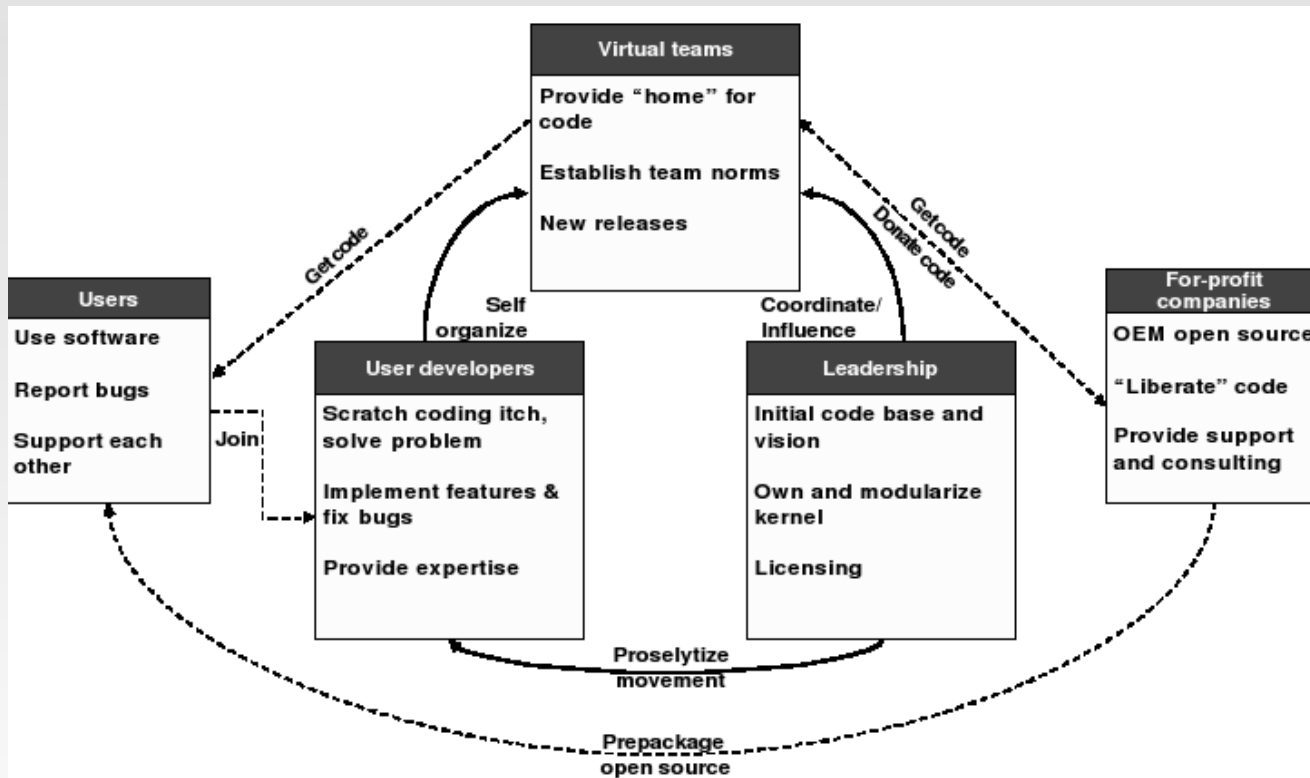 Virtual teams
Provide “home” for
code
Establish team norms
New releases
Get code
Get code
Donate code
Users
Use software
Report bugs
Support each
other
For-profit
companies
OEM open source
“Liberate” code
Provide support
and consulting
Self
organize
Coordinate/
Influence
Join
User developers
Scratch coding itch,
solve problem
Implement features &
fix bugs
Provide expertise
Leadership
Initial code base and
vision
Own and modularize
kernel
Licensing
Proselytize
movement
Prepackage
open source